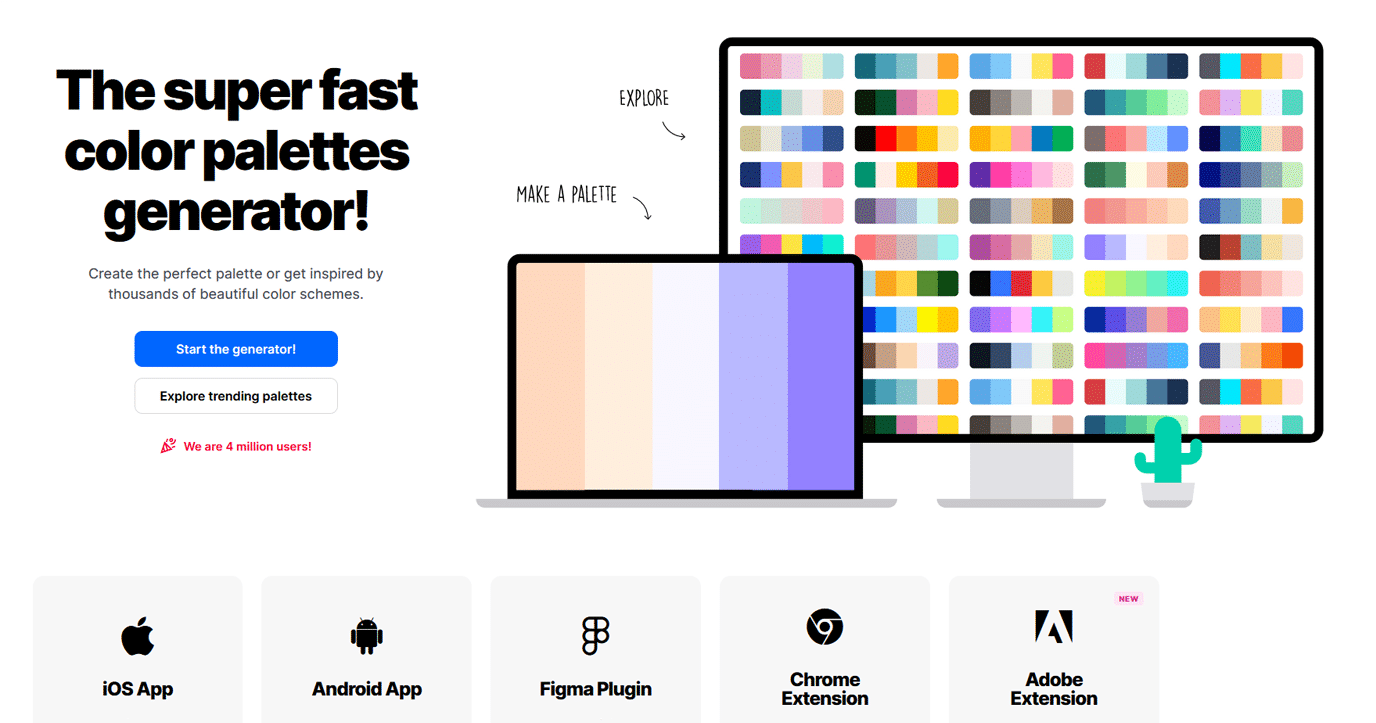 The super fast
color palettes
generator!
Create the perfect palette or get inspired by
thousands of beautiful color schemes.
Start the generator!
Explore trending palettes
We are 4 million users!
EXPLORE
MAKE A PALETTE
iOS App
Android App
Figma Plugin
Chrome
Extension
NEW
Adobe
Extension